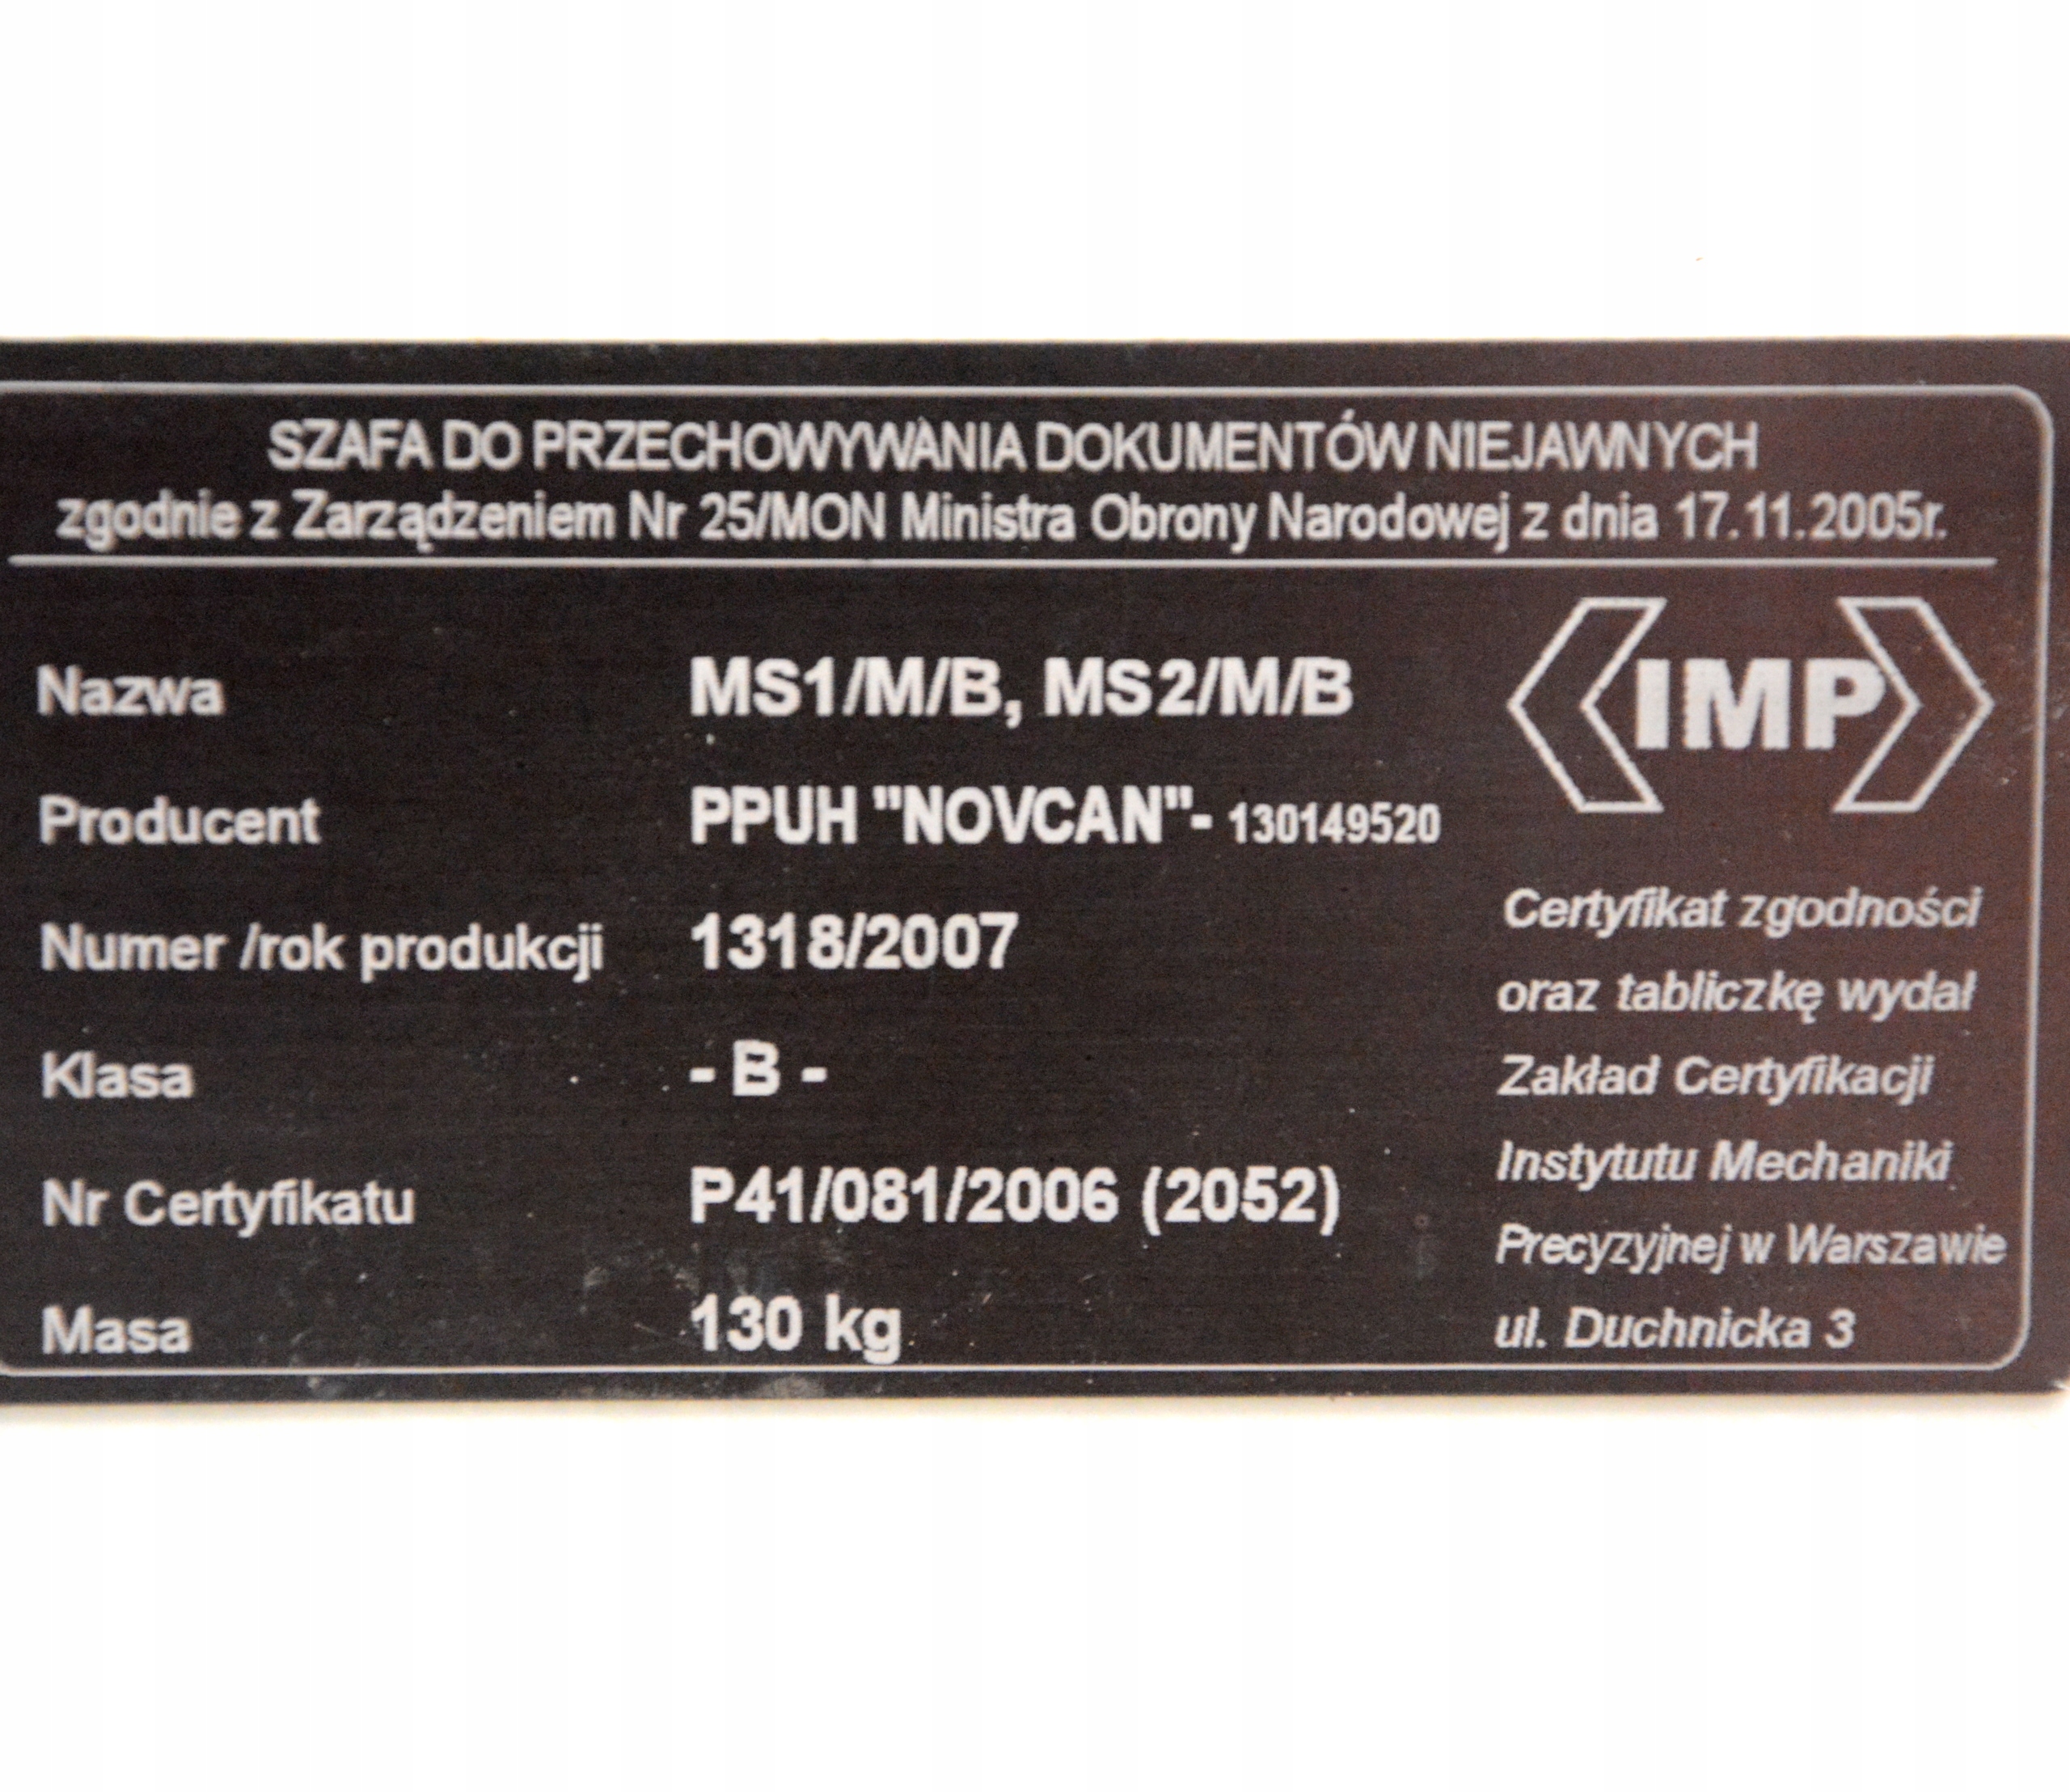 SZAFA DO PRZECHOWYWANIA DOKUMENTÓW NIEJAWNYCH
zgodnie z Zarządzeniem Nr 25/MON Ministra Obrony Narodowej z dnia 17.11.2005r.
Nazwa MS1/M/B, MS2/M/B
Producent PPUH "NOVCAN"- 130149520
Numer /rok produkcji 1318/2007
Klasa - B -
Nr Certyfikatu P41/081/2006 (2052)
Masa 130 kg
IMP
Certyfikat zgodności
oraz tabliczkę wydał
Zakład Certyfikacji
Instytutu Mechaniki
Precyzyjnej w Warszawie
ul. Duchnicka 3